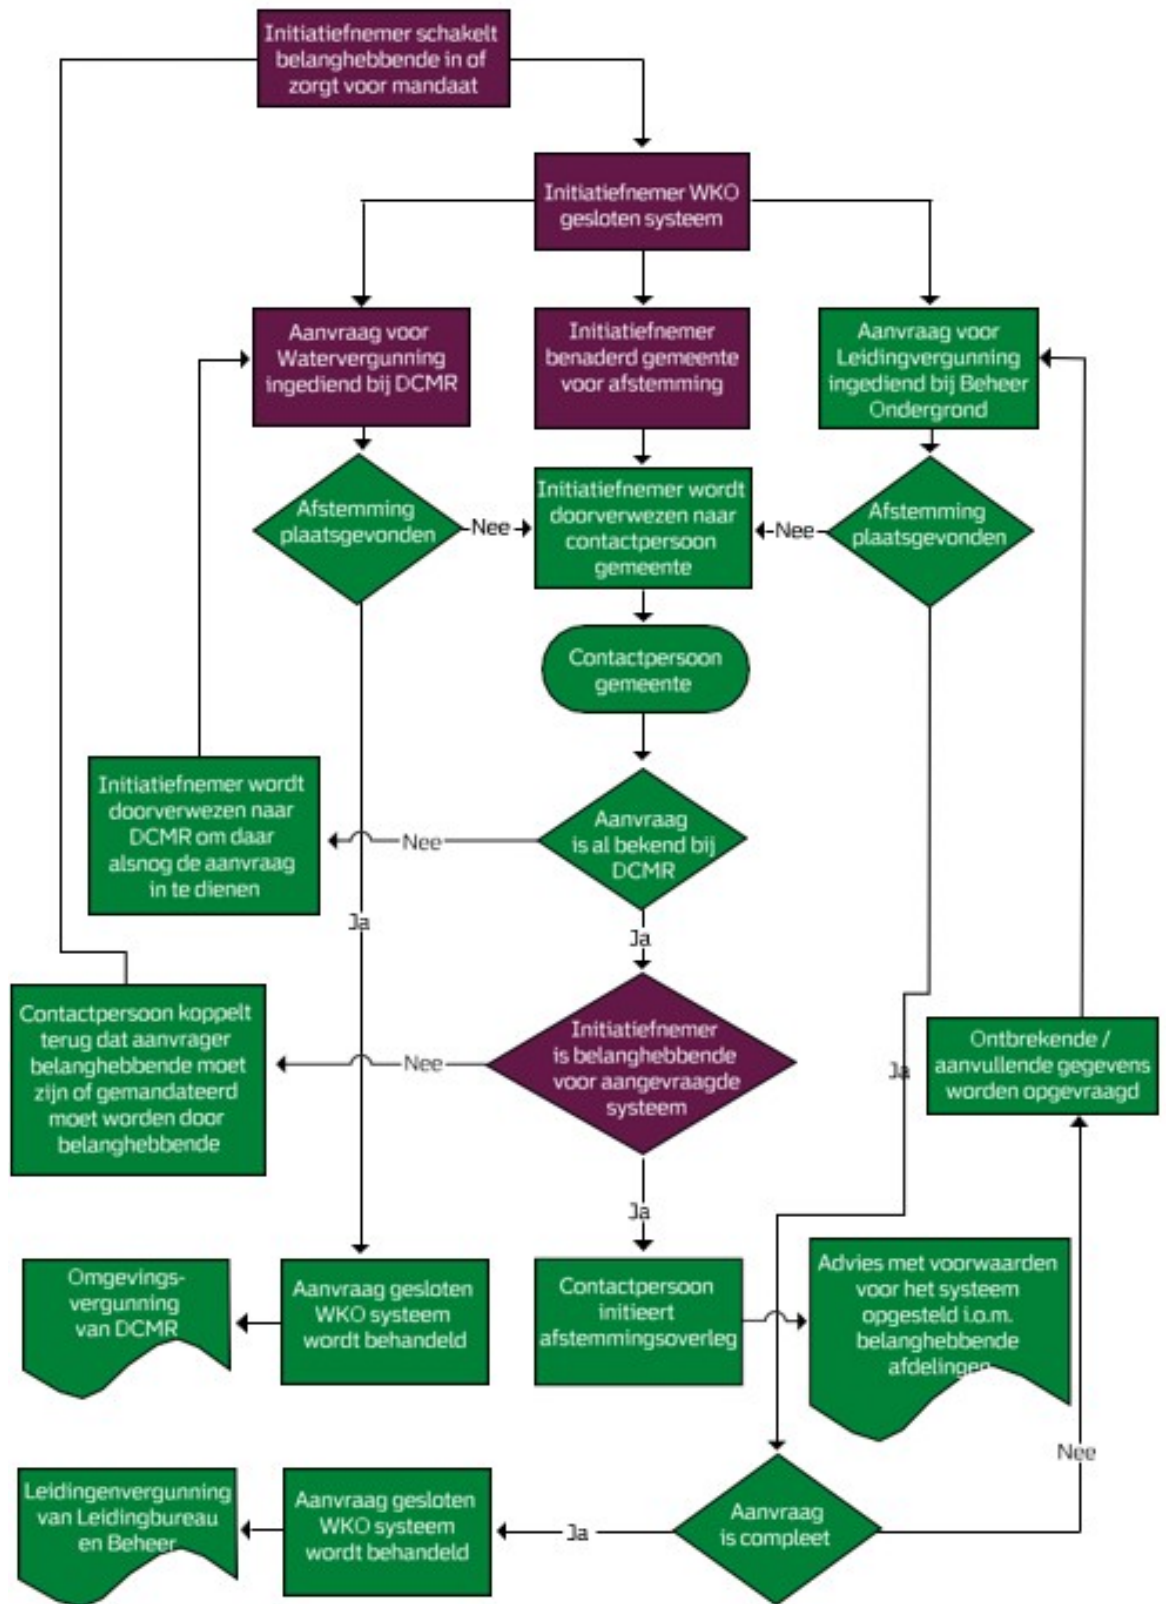 Initiatiefnemer schakelt
belanghebbende in of
zorgt voor mandaat
Initiatiefnemer WKO
gesloten systeem
Aanvraag voor
Watervergunning
ingediend bij DCMR
Initiatiefnemer
benaderd gemeente
voor afstemming
Aanvraag voor
Leidingvergunning
ingediend bij Beheer
Ondergrond
Afstemming
plaatsgevonden
Nee
Initiatiefnemer wordt
doorverwezen naar
contactpersoon
gemeente
Nee
Afstemming
plaatsgevonden
Contactpersoon
gemeente
Initiatiefnemer wordt
doorverwezen naar
DCMR om daar
alsnog de aanvraag
in te dienen
Nee
Aanvraag
is al bekend bij
DCMR
Ja
Ja
Contactpersoon koppelt
terug dat aanvrager
belanghebbende moet
zijn of gemandateerd
moet worden door
belanghebbende
Nee
Initiatiefnemer
is belanghebbende
voor aangevraagde
systeem
Ja
Ontbrekende /
aanvullende gegevens
worden opgevraagd
Ja
Omgevings-
vergunning
van DCMR
Aanvraag gesloten
WKO systeem
wordt behandeld
Contactpersoon
initieert
afstemmingsoverleg
Advies met voorwaarden
voor het systeem
opgesteld i.o.m.
belanghebbende
afdelingen
Nee
Leidingenvergunning
van Leidingbureau
en Beheer
Aanvraag gesloten
WKO systeem
wordt behandeld
Ja
Aanvraag
is compleet